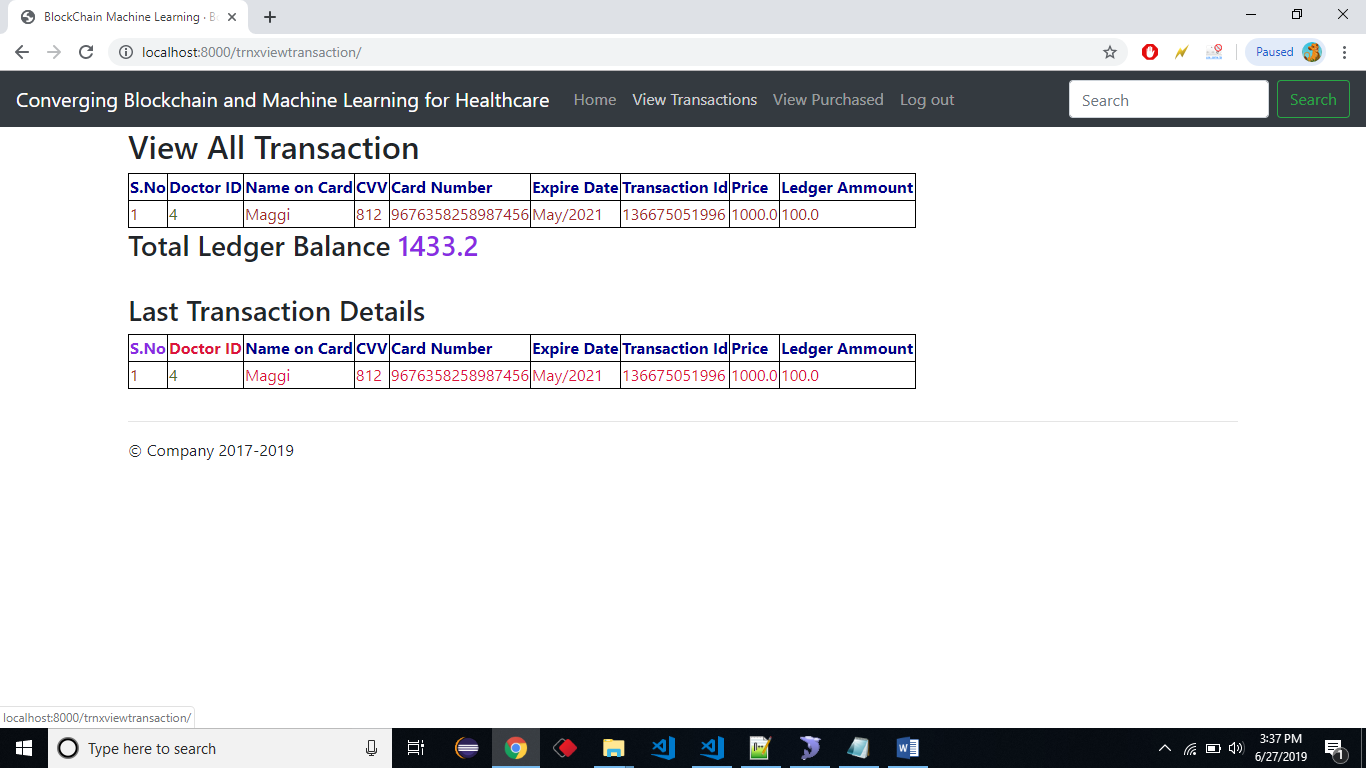 BlockChain Machine Learning · B
localhost:8000/trnxviewtransaction/
Paused
Converging Blockchain and Machine Learning for Healthcare Home View Transactions View Purchased Log out Search Search
View All Transaction
S.No Doctor ID Name on Card CVV Card Number Expire Date Transaction Id Price Ledger Ammount
1 4 Maggi 812 9676358258987456 May/2021 136675051996 1000.0 100.0
Total Ledger Balance 1433.2
Last Transaction Details
S.No Doctor ID Name on Card CVV Card Number Expire Date Transaction Id Price Ledger Ammount
1 4 Maggi 812 9676358258987456 May/2021 136675051996 1000.0 100.0
© Company 2017-2019
localhost:8000/trnxviewtransaction/
Type here to search
3:37 PM
6/27/2019
1